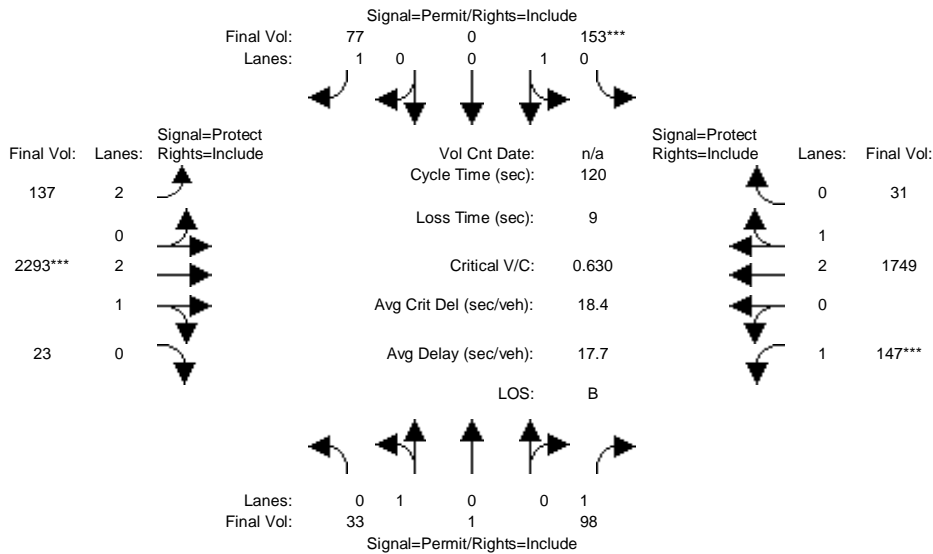 Signal=Permit/Rights=Include
Final Vol: 77 0 153***
Lanes: 1 0 0 1 0
Signal=Protect Signal=Protect
Final Vol: Lanes: Rights=Include Vol Cnt Date: n/a Rights=Include Lanes: Final Vol:
Cycle Time (sec): 120
137 2 0 31
Loss Time (sec): 9
0 1
2293*** 2 Critical V/C: 0.630 2 1749
1 Avg Crit Del (sec/veh): 18.4 0
23 0 Avg Delay (sec/veh): 17.7 1 147***
LOS: B
Lanes: 0 1 0 0 1
Final Vol: 33 1 98
Signal=Permit/Rights=Include